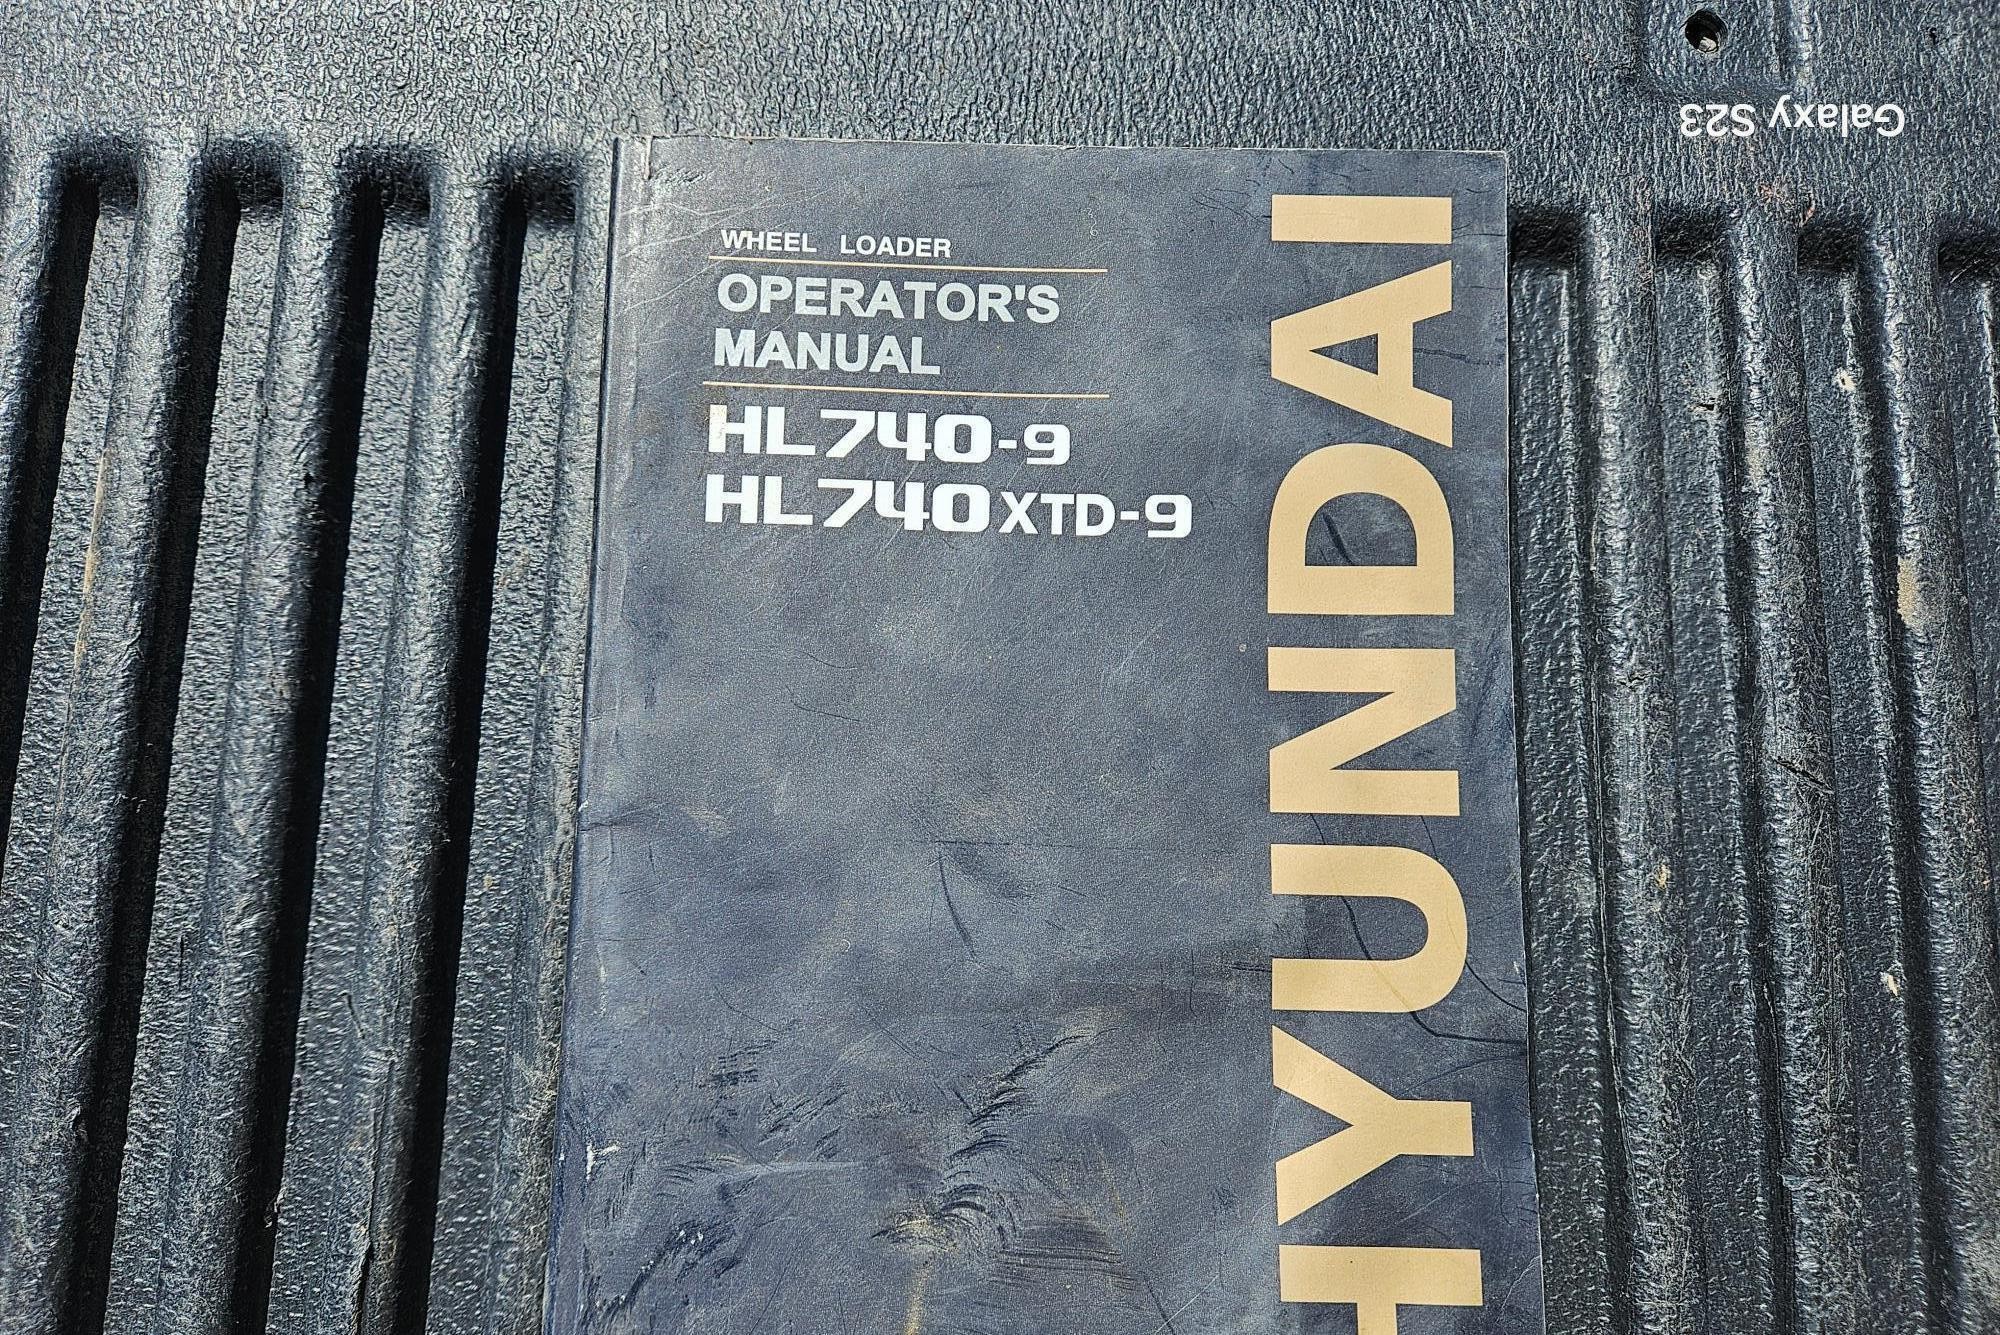 WHEEL LOADER
OPERATOR'S
MANUAL
HL740-9
HL740XTD-9
HYUNDAI
Galaxy S23